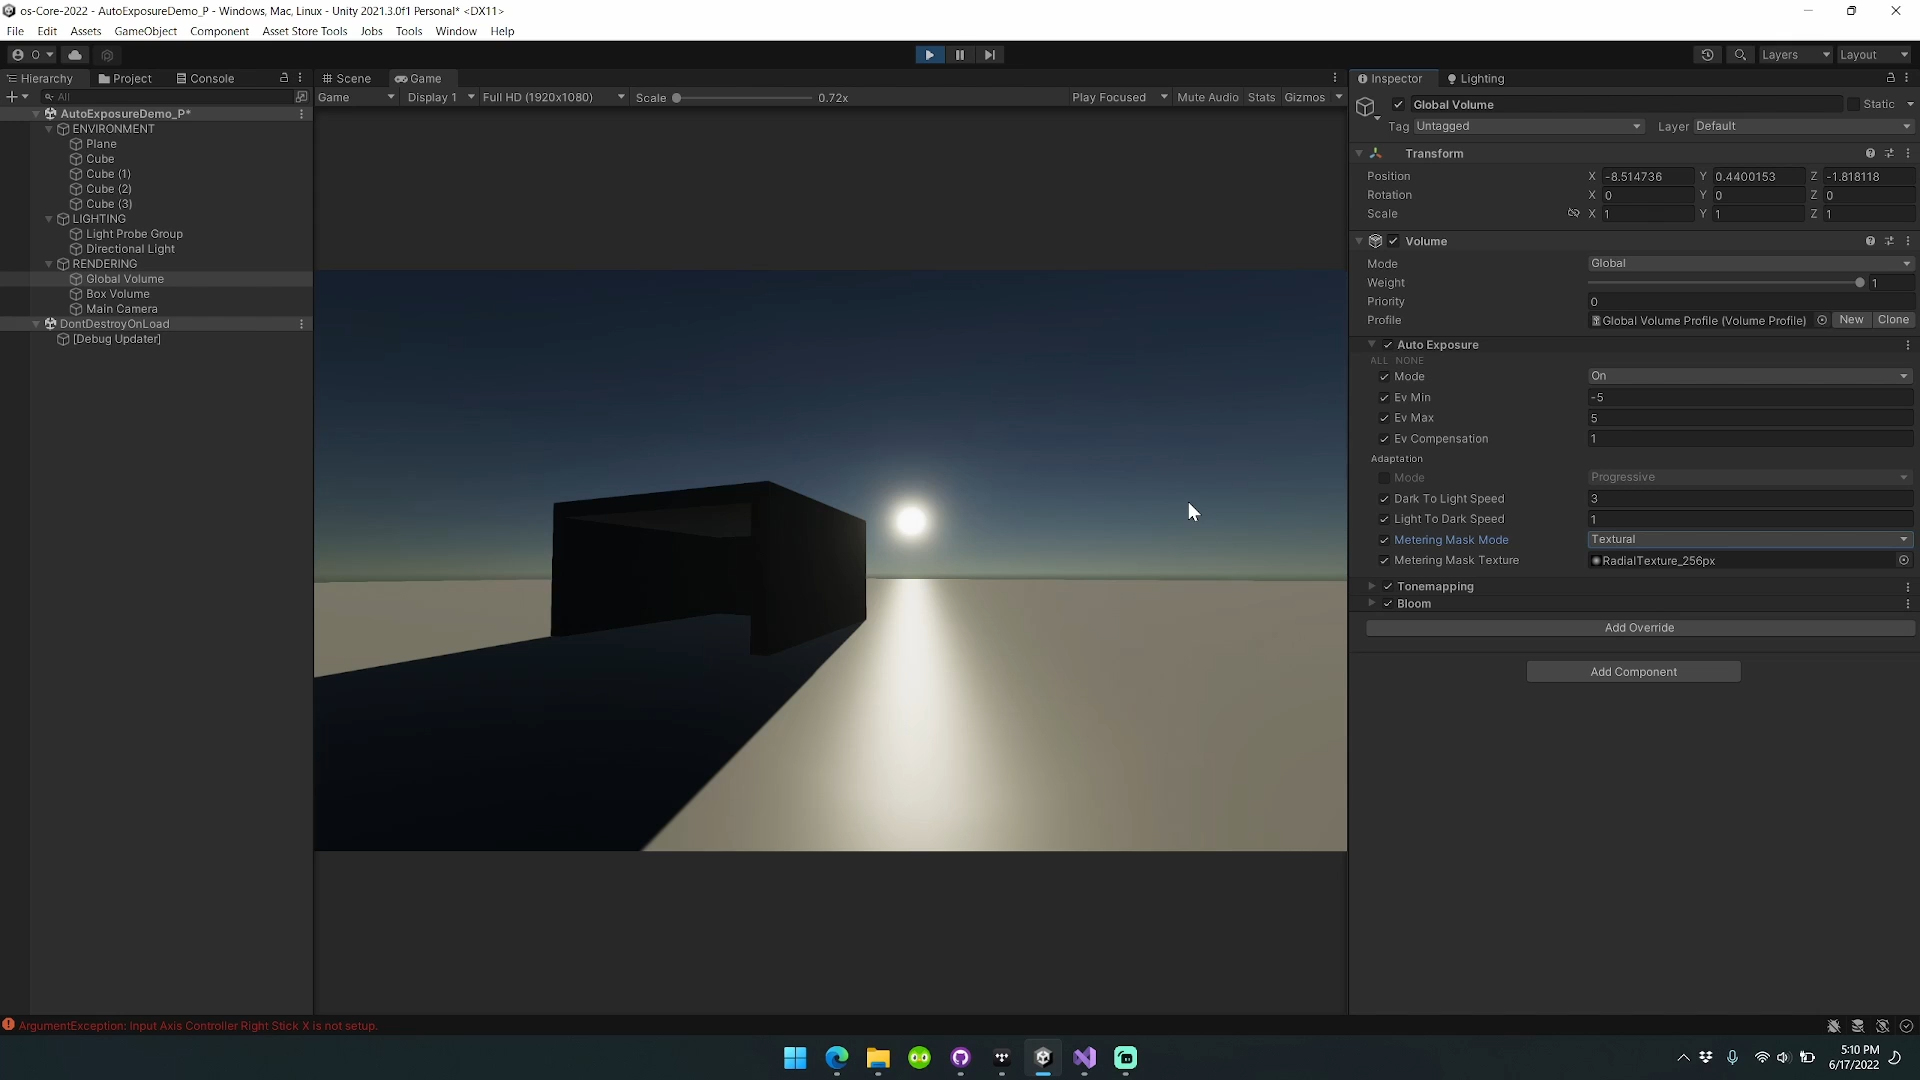 os-Core-2022 - AutoExposureDemo_P - Windows, Mac, Linux - Unity 2021.3.0f1 Personal* <DX11>
File Edit Assets GameObject Component Asset Store Tools Jobs Tools Window Help
O Layers Layout
Hierarchy Project Console
All
AutoExposureDemo_P*
ENVIRONMENT
Plane
Cube
Cube (1)
Cube (2)
Cube (3)
LIGHTING
Light Probe Group
Directional Light
RENDERING
Global Volume
Box Volume
Main Camera
DontDestroyOnLoad
[Debug Updater]
Scene Game
Game Display 1 Full HD (1920x1080) Scale 0.72x Play Focused Mute Audio Stats Gizmos
Inspector Lighting
Global Volume Static
Tag Untagged Layer Default
Transform
Position X -8.514736 Y 0.4400153 Z -1.818118
Rotation X 0 Y 0 Z 0
Scale X 1 Y 1 Z 1
Volume
Mode Global
Weight 1
Priority 0
Profile Global Volume Profile (Volume Profile) New Clone
Auto Exposure
ALL NONE
Mode On
Ev Min -5
Ev Max 5
Ev Compensation 1
Adaptation
Mode Progressive
Dark To Light Speed 3
Light To Dark Speed 1
Metering Mask Mode Textural
Metering Mask Texture RadialTexture_256px
Tonemapping
Bloom
Add Override
Add Component
ArgumentException: Input Axis Controller Right Stick X is not setup.
5:10 PM
6/17/2022